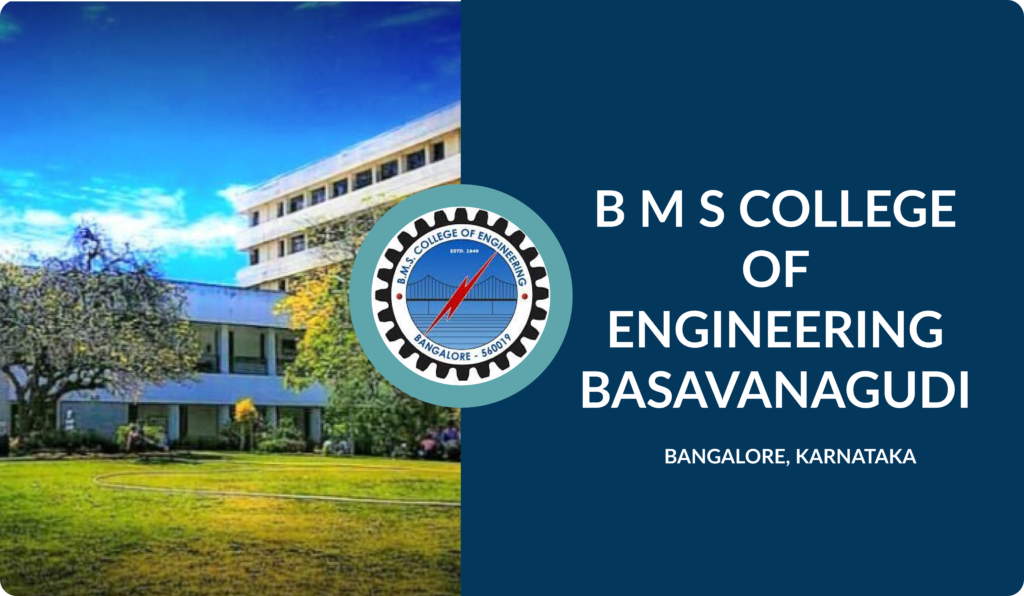 B.M.S. COLLEGE OF ENGINEERING
ESTD. 1946
BANGALORE - 560019
B M S COLLEGE
OF
ENGINEERING
BASAVANAGUDI
BANGALORE, KARNATAKA